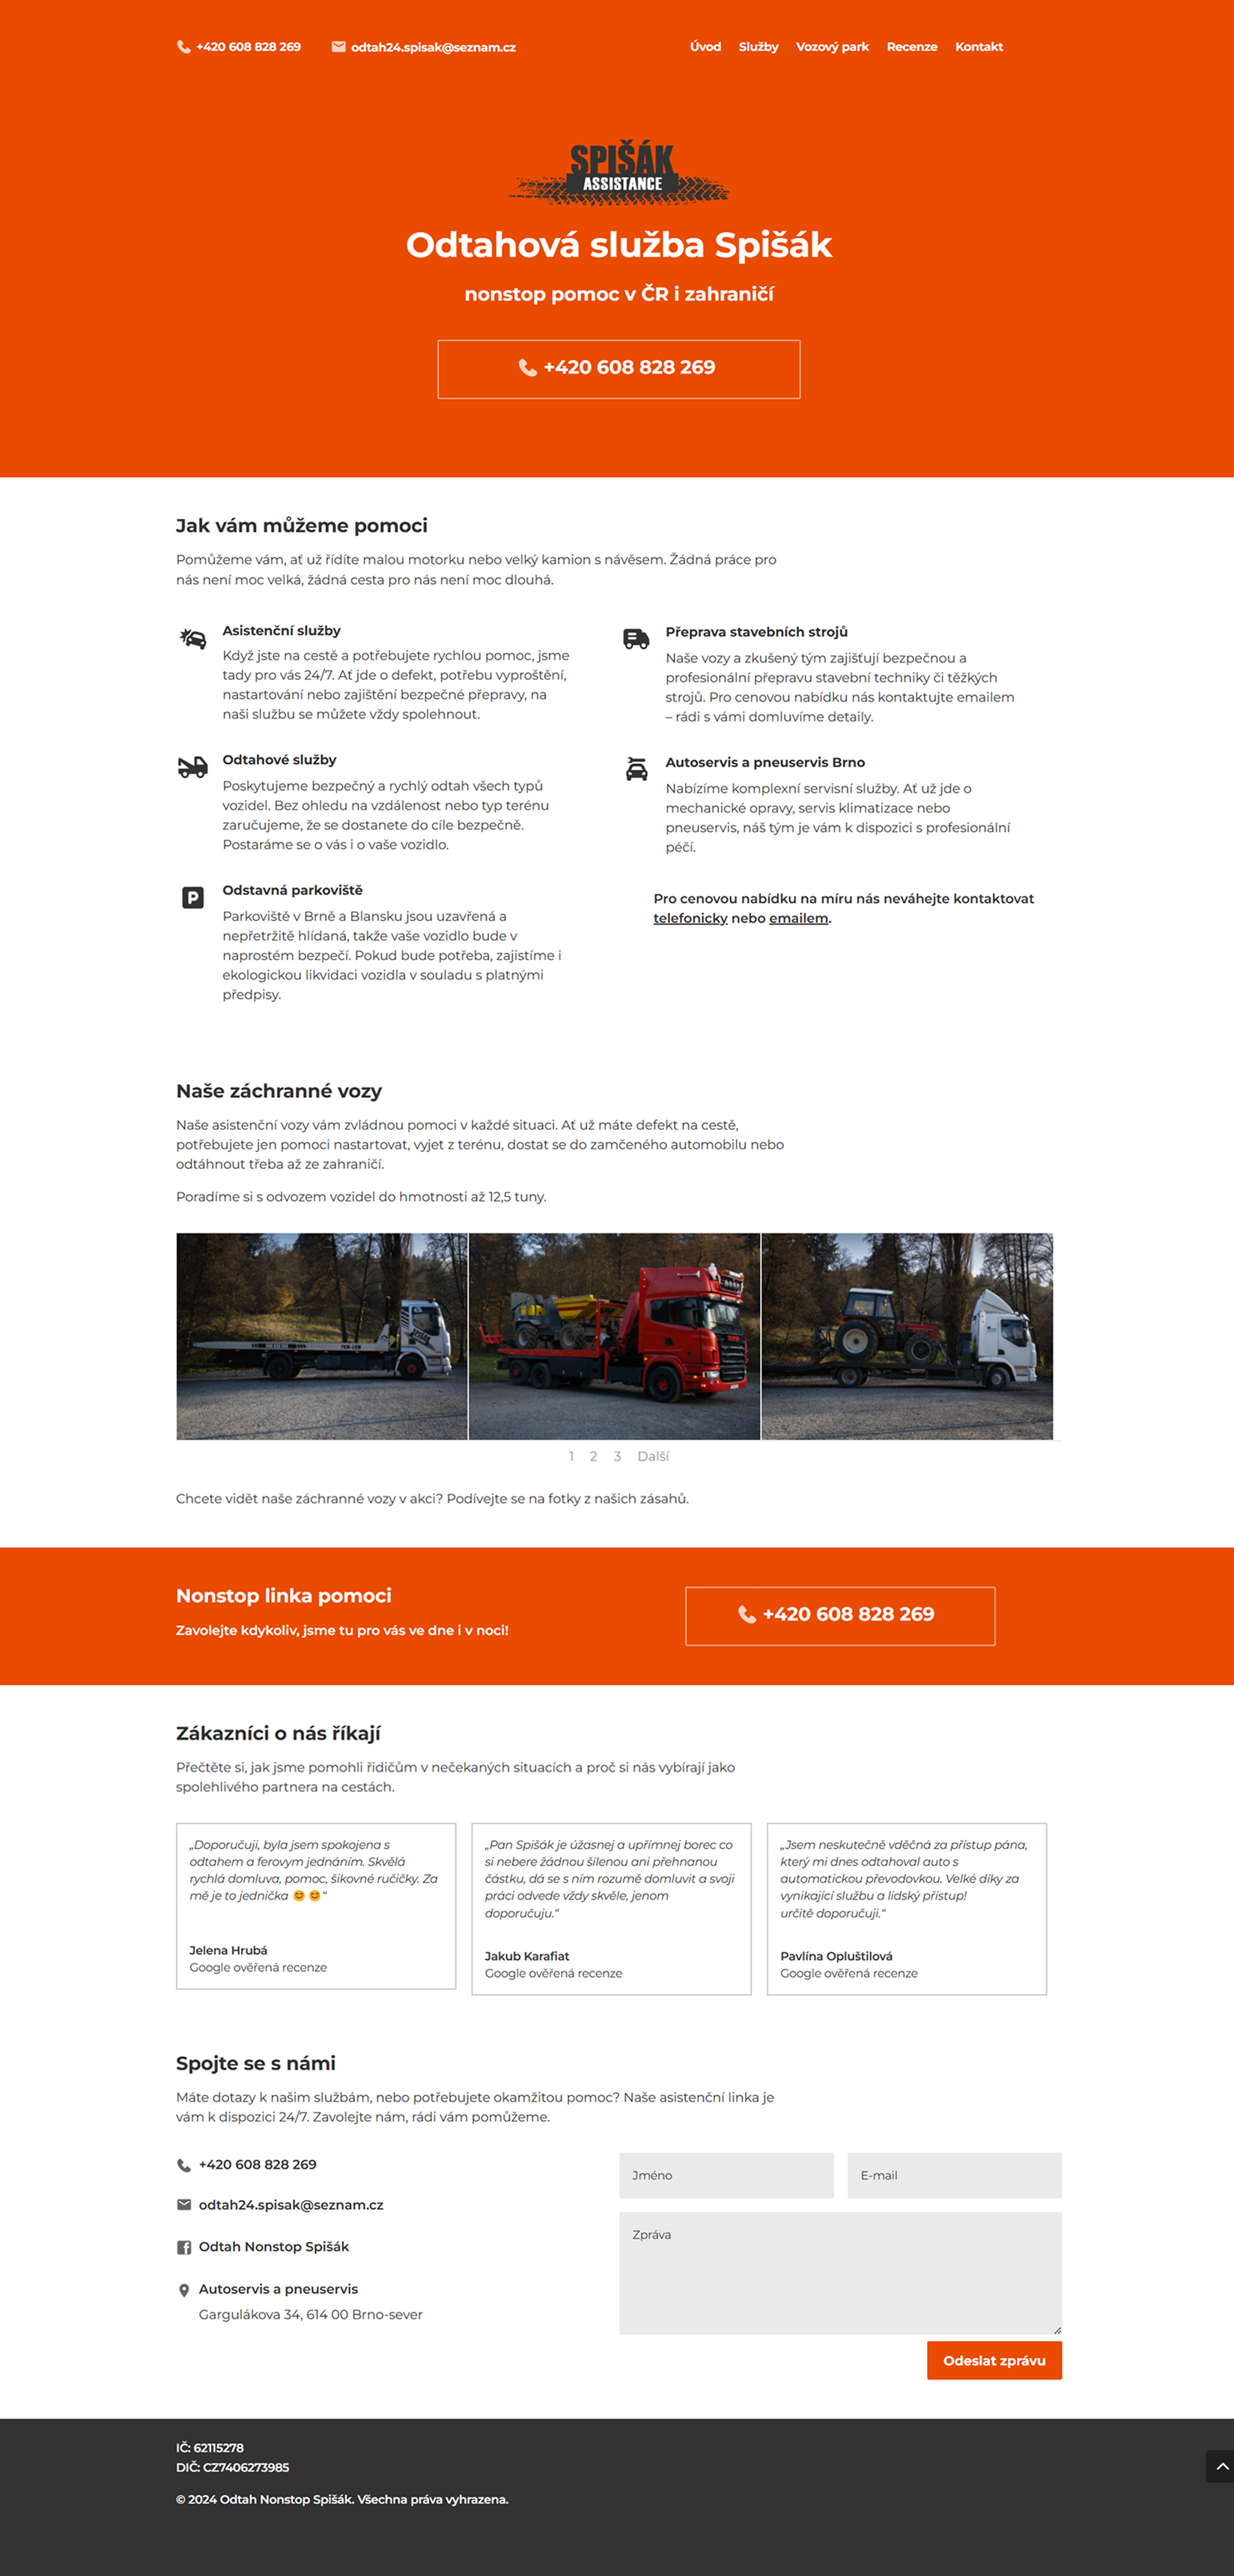 +420 608 828 269
odtah24.spisak@seznam.cz
Úvod Služby Vozový park Recenze Kontakt
SPIŠÁK
ASSISTANCE
Odtahová služba Spišák
nonstop pomoc v ČR i zahraničí
+420 608 828 269
Jak vám můžeme pomoci
Pomůžeme vám, ať už řídíte malou motorku nebo velký kamion s návěsem. Žádná práce pro
nás není moc velká, žádná cesta pro nás není moc dlouhá.
Asistenční služby
Když jste na cestě a potřebujete rychlou pomoc, jsme
tady pro vás 24/7. Ať jde o defekt, potřebu vyproštění,
nastartování nebo zajištění bezpečné přepravy, na
naši službu se můžete vždy spolehnout.
Odtahové služby
Poskytujeme bezpečný a rychlý odtah všech typů
vozidel. Bez ohledu na vzdálenost nebo typ terénu
zaručujeme, že se dostanete do cíle bezpečně.
Postaráme se o vás i o vaše vozidlo.
P
Odstavná parkoviště
Parkoviště v Brně a Blansku jsou uzavřená a
nepřetržitě hlídaná, takže vaše vozidlo bude v
naprostém bezpečí. Pokud bude potřeba, zajistíme i
ekologickou likvidaci vozidla v souladu s platnými
předpisy.
Přeprava stavebních strojů
Naše vozy a zkušený tým zajišťují bezpečnou a
profesionální přepravu stavební techniky či těžkých
strojů. Pro cenovou nabídku nás kontaktujte emailem
– rádi s vámi domluvíme detaily.
Autoservis a pneuservis Brno
Nabízíme komplexní servisní služby. Ať už jde o
mechanické opravy, servis klimatizace nebo
pneuservis, náš tým je vám k dispozici s profesionální
péčí.
Pro cenovou nabídku na míru nás neváhejte kontaktovat
telefonicky nebo emailem.
Naše záchranné vozy
Naše asistenční vozy vám zvládnou pomoci v každé situaci. Ať už máte defekt na cestě,
potřebujete jen pomoci nastartovat, vyjet z terénu, dostat se do zamčeného automobilu nebo
odtáhnout třeba až ze zahraničí.
Poradíme si s odvozem vozidel do hmotnosti až 12,5 tuny.
1 2 3 Další
Chcete vidět naše záchranné vozy v akci? Podívejte se na fotky z našich zásahů.
Nonstop linka pomoci
Zavolejte kdykoliv, jsme tu pro vás ve dne i v noci!
+420 608 828 269
Zákazníci o nás říkají
Přečtěte si, jak jsme pomohli řidičům v nečekaných situacích a proč si nás vybírají jako
spolehlivého partnera na cestách.
„Doporučuji, byla jsem spokojena s
odtahem a ferovym jednáním. Skvělá
rychlá domluva, pomoc, šikovné ručičky. Za
mě je to jednička 😊 😊“
Jelena Hrubá
Google ověřená recenze
„Pan Spišák je úžasnej a upřímnej borec co
si nebere žádnou šílenou ani přehnanou
částku, dá se s ním rozumě domluvit a svoji
práci odvede vždy skvěle, jenom
doporučuju.“
Jakub Karafiat
Google ověřená recenze
„Jsem neskutečně vděčná za přístup pána,
který mi dnes odtahoval auto s
automatickou převodovkou. Velké díky za
vynikající službu a lidský přístup!
určitě doporučuji.“
Pavlína Opluštilová
Google ověřená recenze
Spojte se s námi
Máte dotazy k našim službám, nebo potřebujete okamžitou pomoc? Naše asistenční linka je
vám k dispozici 24/7. Zavolejte nám, rádi vám pomůžeme.
+420 608 828 269
odtah24.spisak@seznam.cz
Odtah Nonstop Spišák
Autoservis a pneuservis
Gargulákova 34, 614 00 Brno-sever
Jméno
E-mail
Zpráva
Odeslat zprávu
IČ: 62115278
DIČ: CZ7406273985
© 2024 Odtah Nonstop Spišák. Všechna práva vyhrazena.